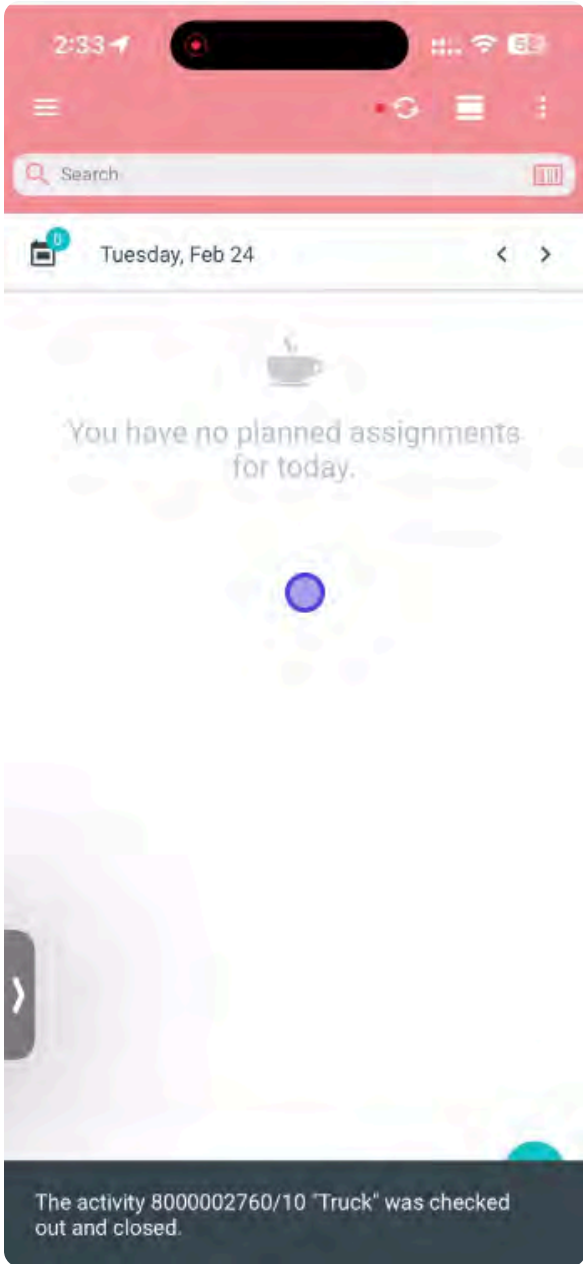 2:33
Search
0
Tuesday, Feb 24
You have no planned assignments
for today.
The activity 8000002760/10 "Truck" was checked
out and closed.